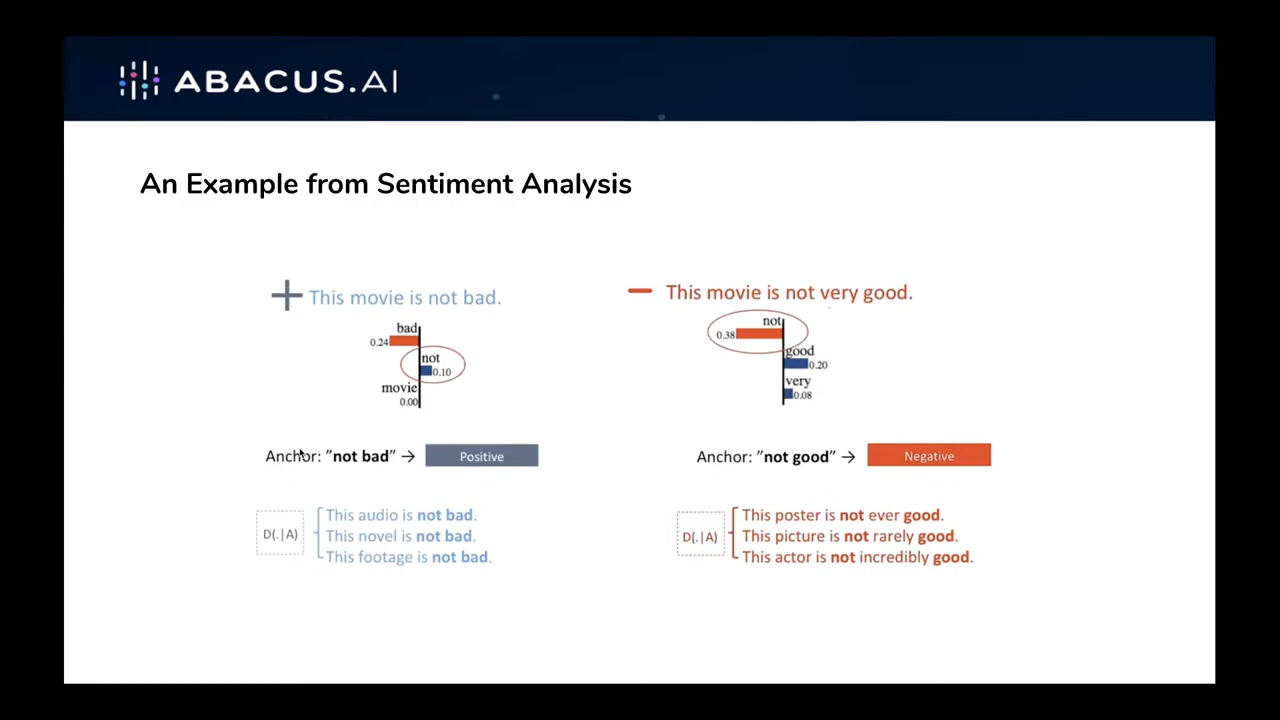 ABACUS.AI
An Example from Sentiment Analysis
+ This movie is not bad.
bad
0.24
not
0.10
movie
0.00
Anchor: ”not bad” → Positive
D(.|A)
This audio is not bad.
This novel is not bad.
This footage is not bad.
− This movie is not very good.
not
0.38
good
0.20
very
0.08
Anchor: ”not good” → Negative
D(.|A)
This poster is not ever good.
This picture is not rarely good.
This actor is not incredibly good.